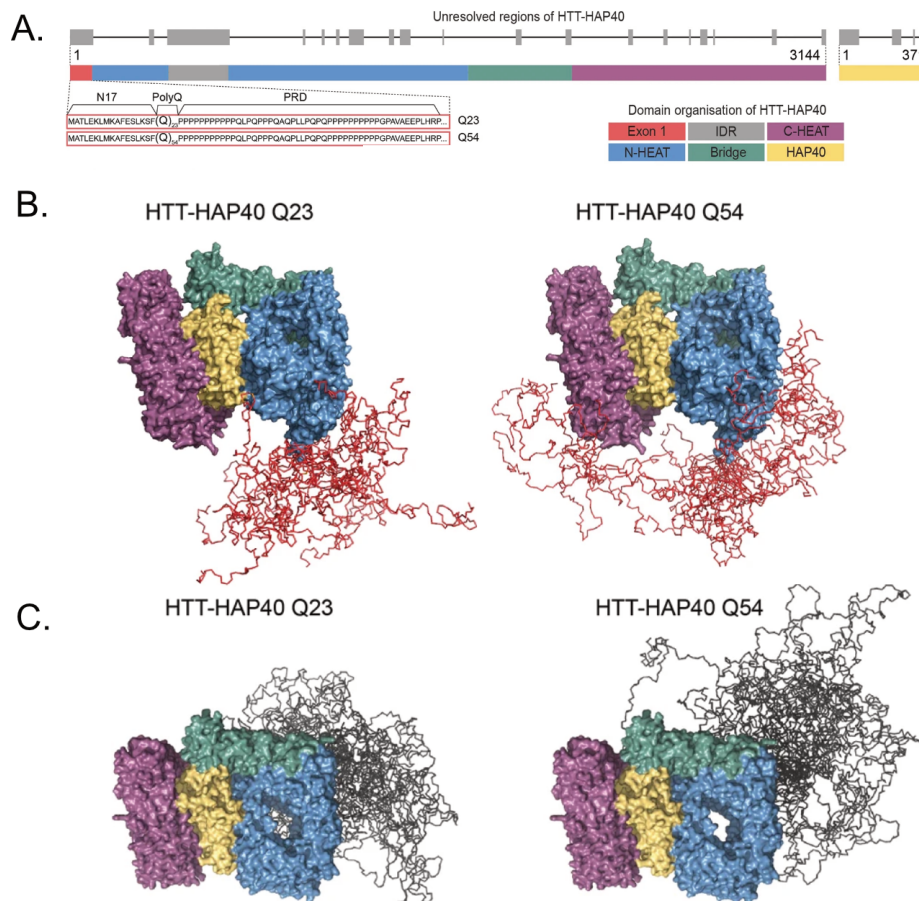 A.
Unresolved regions of HTT-HAP40
1 3144 1 37
N17 PolyQ PRD
MATLEKLMKAFESLKSF(Q)₂₃PPPPPPPPPPPQLPQPPPQAQPLLPQPQPPPPPPPPPPGPAVAEEPLHRP... Q23
MATLEKLMKAFESLKSF(Q)₅₄PPPPPPPPPPPQLPQPPPQAQPLLPQPQPPPPPPPPPPGPAVAEEPLHRP... Q54
Domain organisation of HTT-HAP40
Exon 1 IDR C-HEAT
N-HEAT Bridge HAP40
B.
HTT-HAP40 Q23 HTT-HAP40 Q54
C.
HTT-HAP40 Q23 HTT-HAP40 Q54